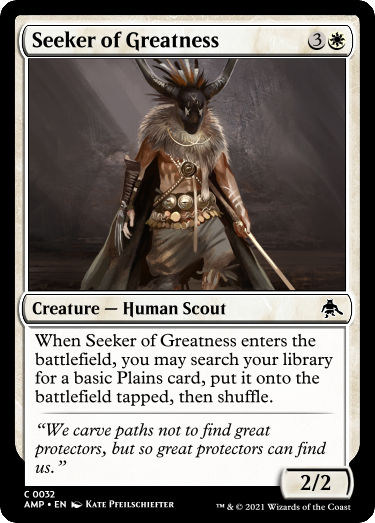 Seeker of Greatness 3
Creature — Human Scout
When Seeker of Greatness enters the
battlefield, you may search your library
for a basic Plains card, put it onto the
battlefield tapped, then shuffle.
“We carve paths not to find great
protectors, but so great protectors can find
us.”
2/2
C 0032
AMP • EN Kate Pfeilschiefter
™ & © 2021 Wizards of the Coast